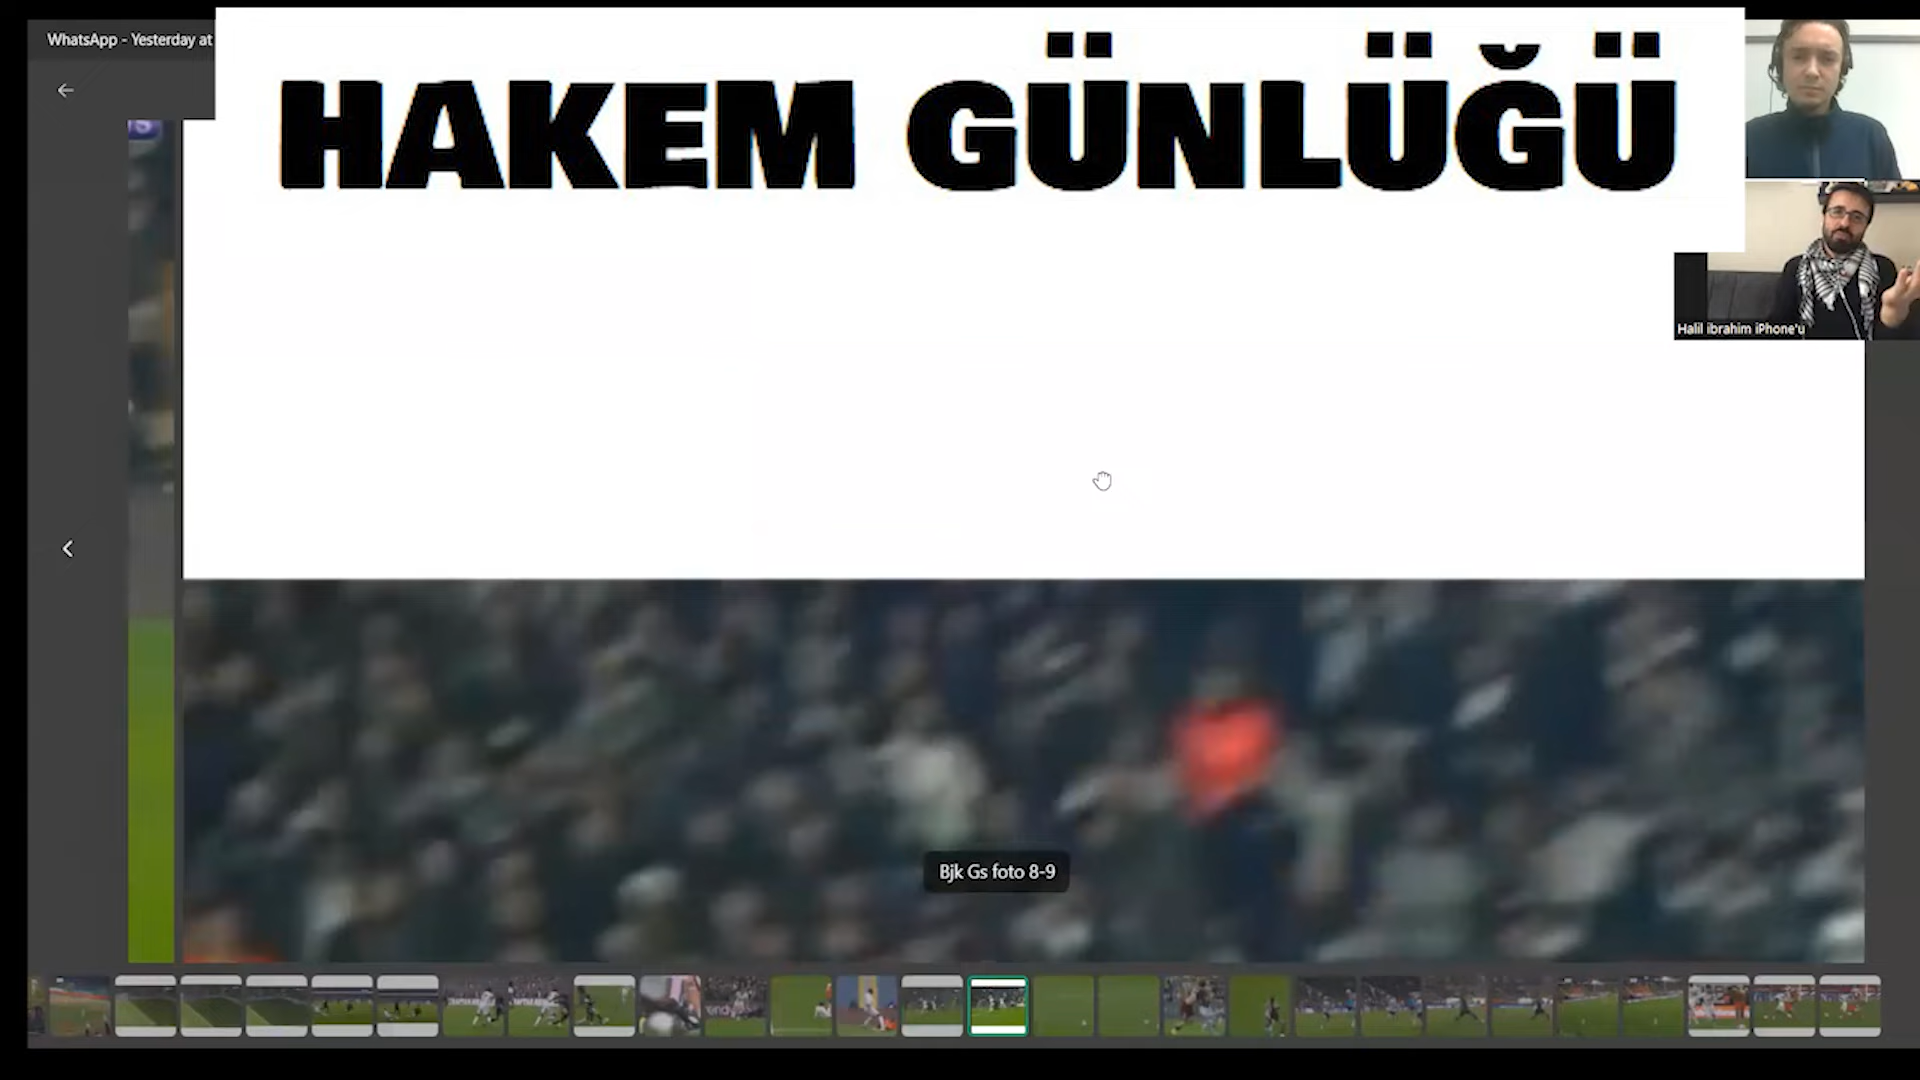 WhatsApp - Yesterday at
HAKEM GÜNLÜĞÜ
Halil ibrahim iPhone'u
Bjk Gs foto 8-9